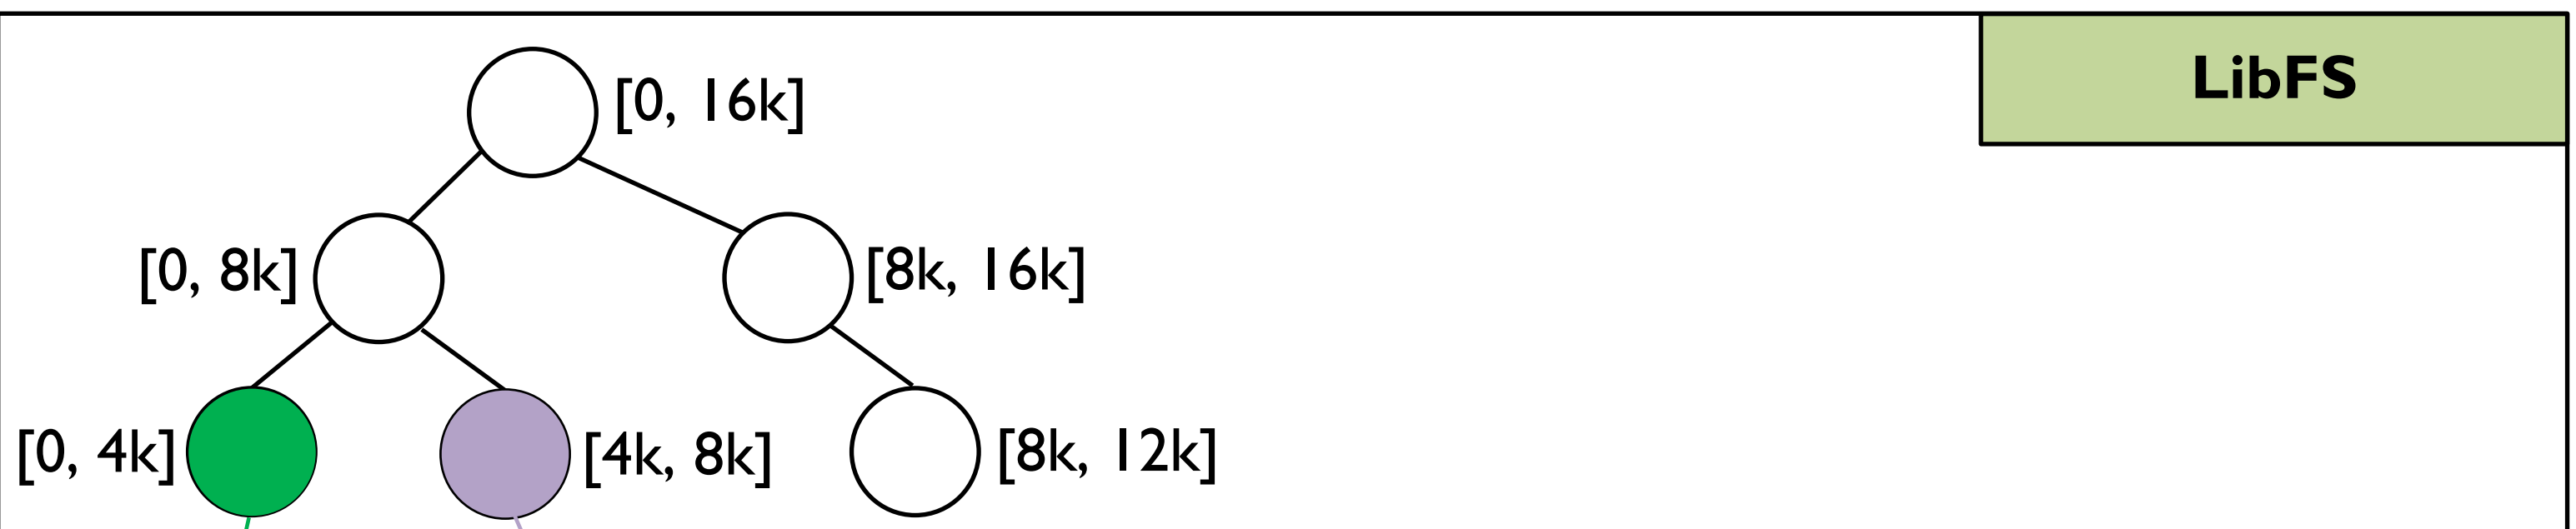 LibFS
[0, 16k]
[0, 8k]
[8k, 16k]
[0, 4k]
[4k, 8k]
[8k, 12k]